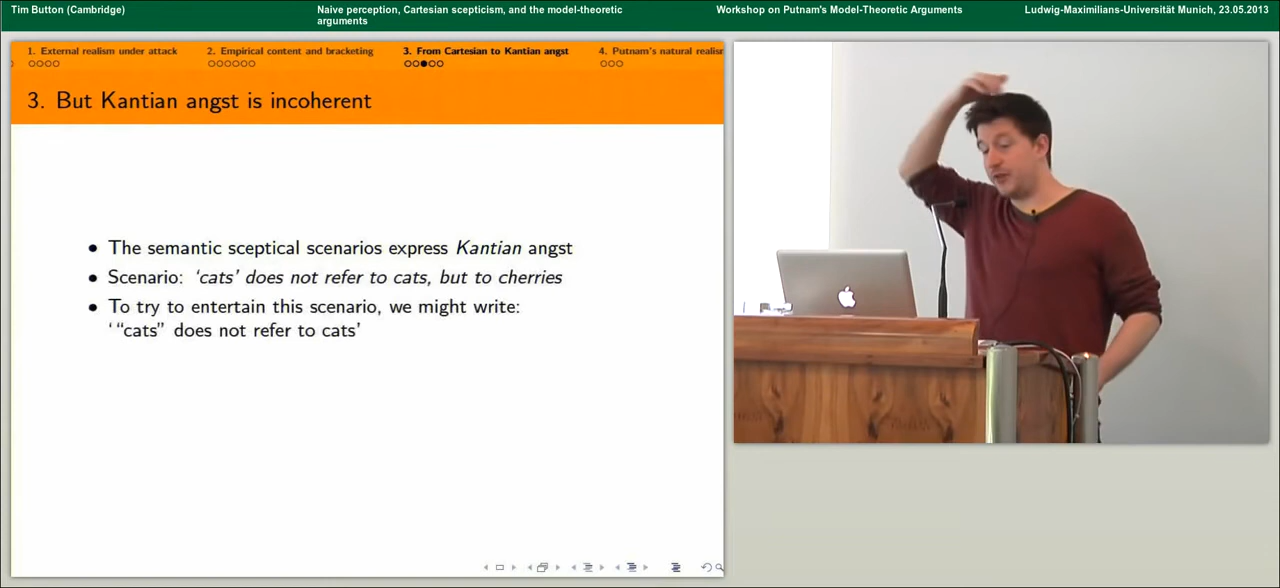 Tim Button (Cambridge)
Naive perception, Cartesian scepticism, and the model-theoretic
arguments
Workshop on Putnam's Model-Theoretic Arguments
Ludwig-Maximilians-Universität Munich, 23.05.2013
1. External realism under attack
2. Empirical content and bracketing
3. From Cartesian to Kantian angst
4. Putnam's natural realism
3. But Kantian angst is incoherent
• The semantic sceptical scenarios express Kantian angst
• Scenario: ‘cats’ does not refer to cats, but to cherries
• To try to entertain this scenario, we might write:
‘“cats” does not refer to cats’